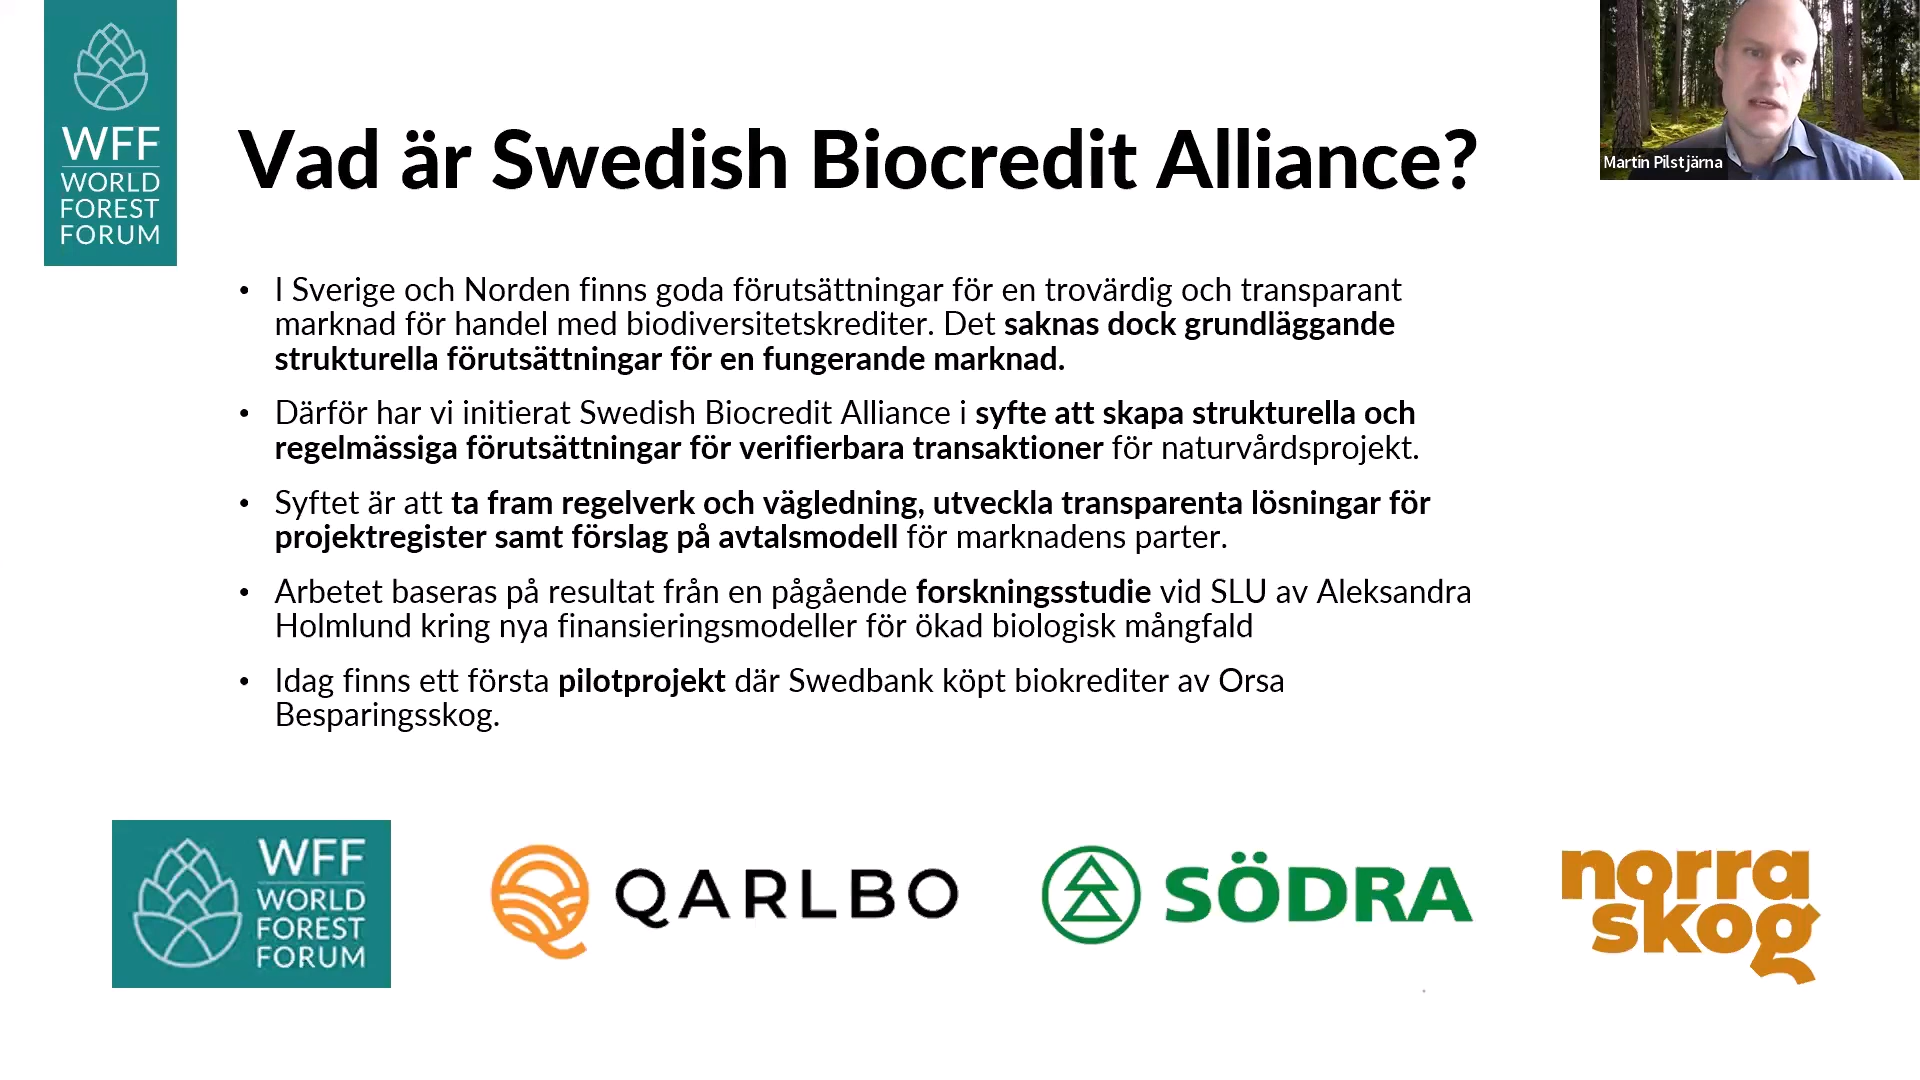 WFF
WORLD
FOREST
FORUM
Vad är Swedish Biocredit Alliance?
Martin Pilstjärna
• I Sverige och Norden finns goda förutsättningar för en trovärdig och transparant
marknad för handel med biodiversitetskrediter. Det saknas dock grundläggande
strukturella förutsättningar för en fungerande marknad.
• Därför har vi initierat Swedish Biocredit Alliance i syfte att skapa strukturella och
regelmässiga förutsättningar för verifierbara transaktioner för naturvårdsprojekt.
• Syftet är att ta fram regelverk och vägledning, utveckla transparenta lösningar för
projektregister samt förslag på avtalsmodell för marknadens parter.
• Arbetet baseras på resultat från en pågående forskningsstudie vid SLU av Aleksandra
Holmlund kring nya finansieringsmodeller för ökad biologisk mångfald
• Idag finns ett första pilotprojekt där Swedbank köpt biokrediter av Orsa
Besparingsskog.
WFF
WORLD
FOREST
FORUM
QARLBO
SÖDRA
norra
skog